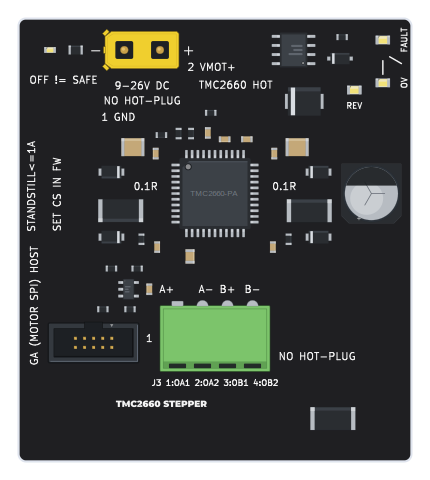 − +
2 VMOT+
OFF != SAFE
9-26V DC
TMC2660 HOT
NO HOT-PLUG
1 GND
REV
OV / FAULT
STANDSTILL<=1A
SET CS IN FW
0.1R
TMC2660-PA
0.1R
GA (MOTOR SPI) HOST
A+ A- B+ B-
1
NO HOT-PLUG
J3 1:OA1 2:OA2 3:OB1 4:OB2
TMC2660 STEPPER